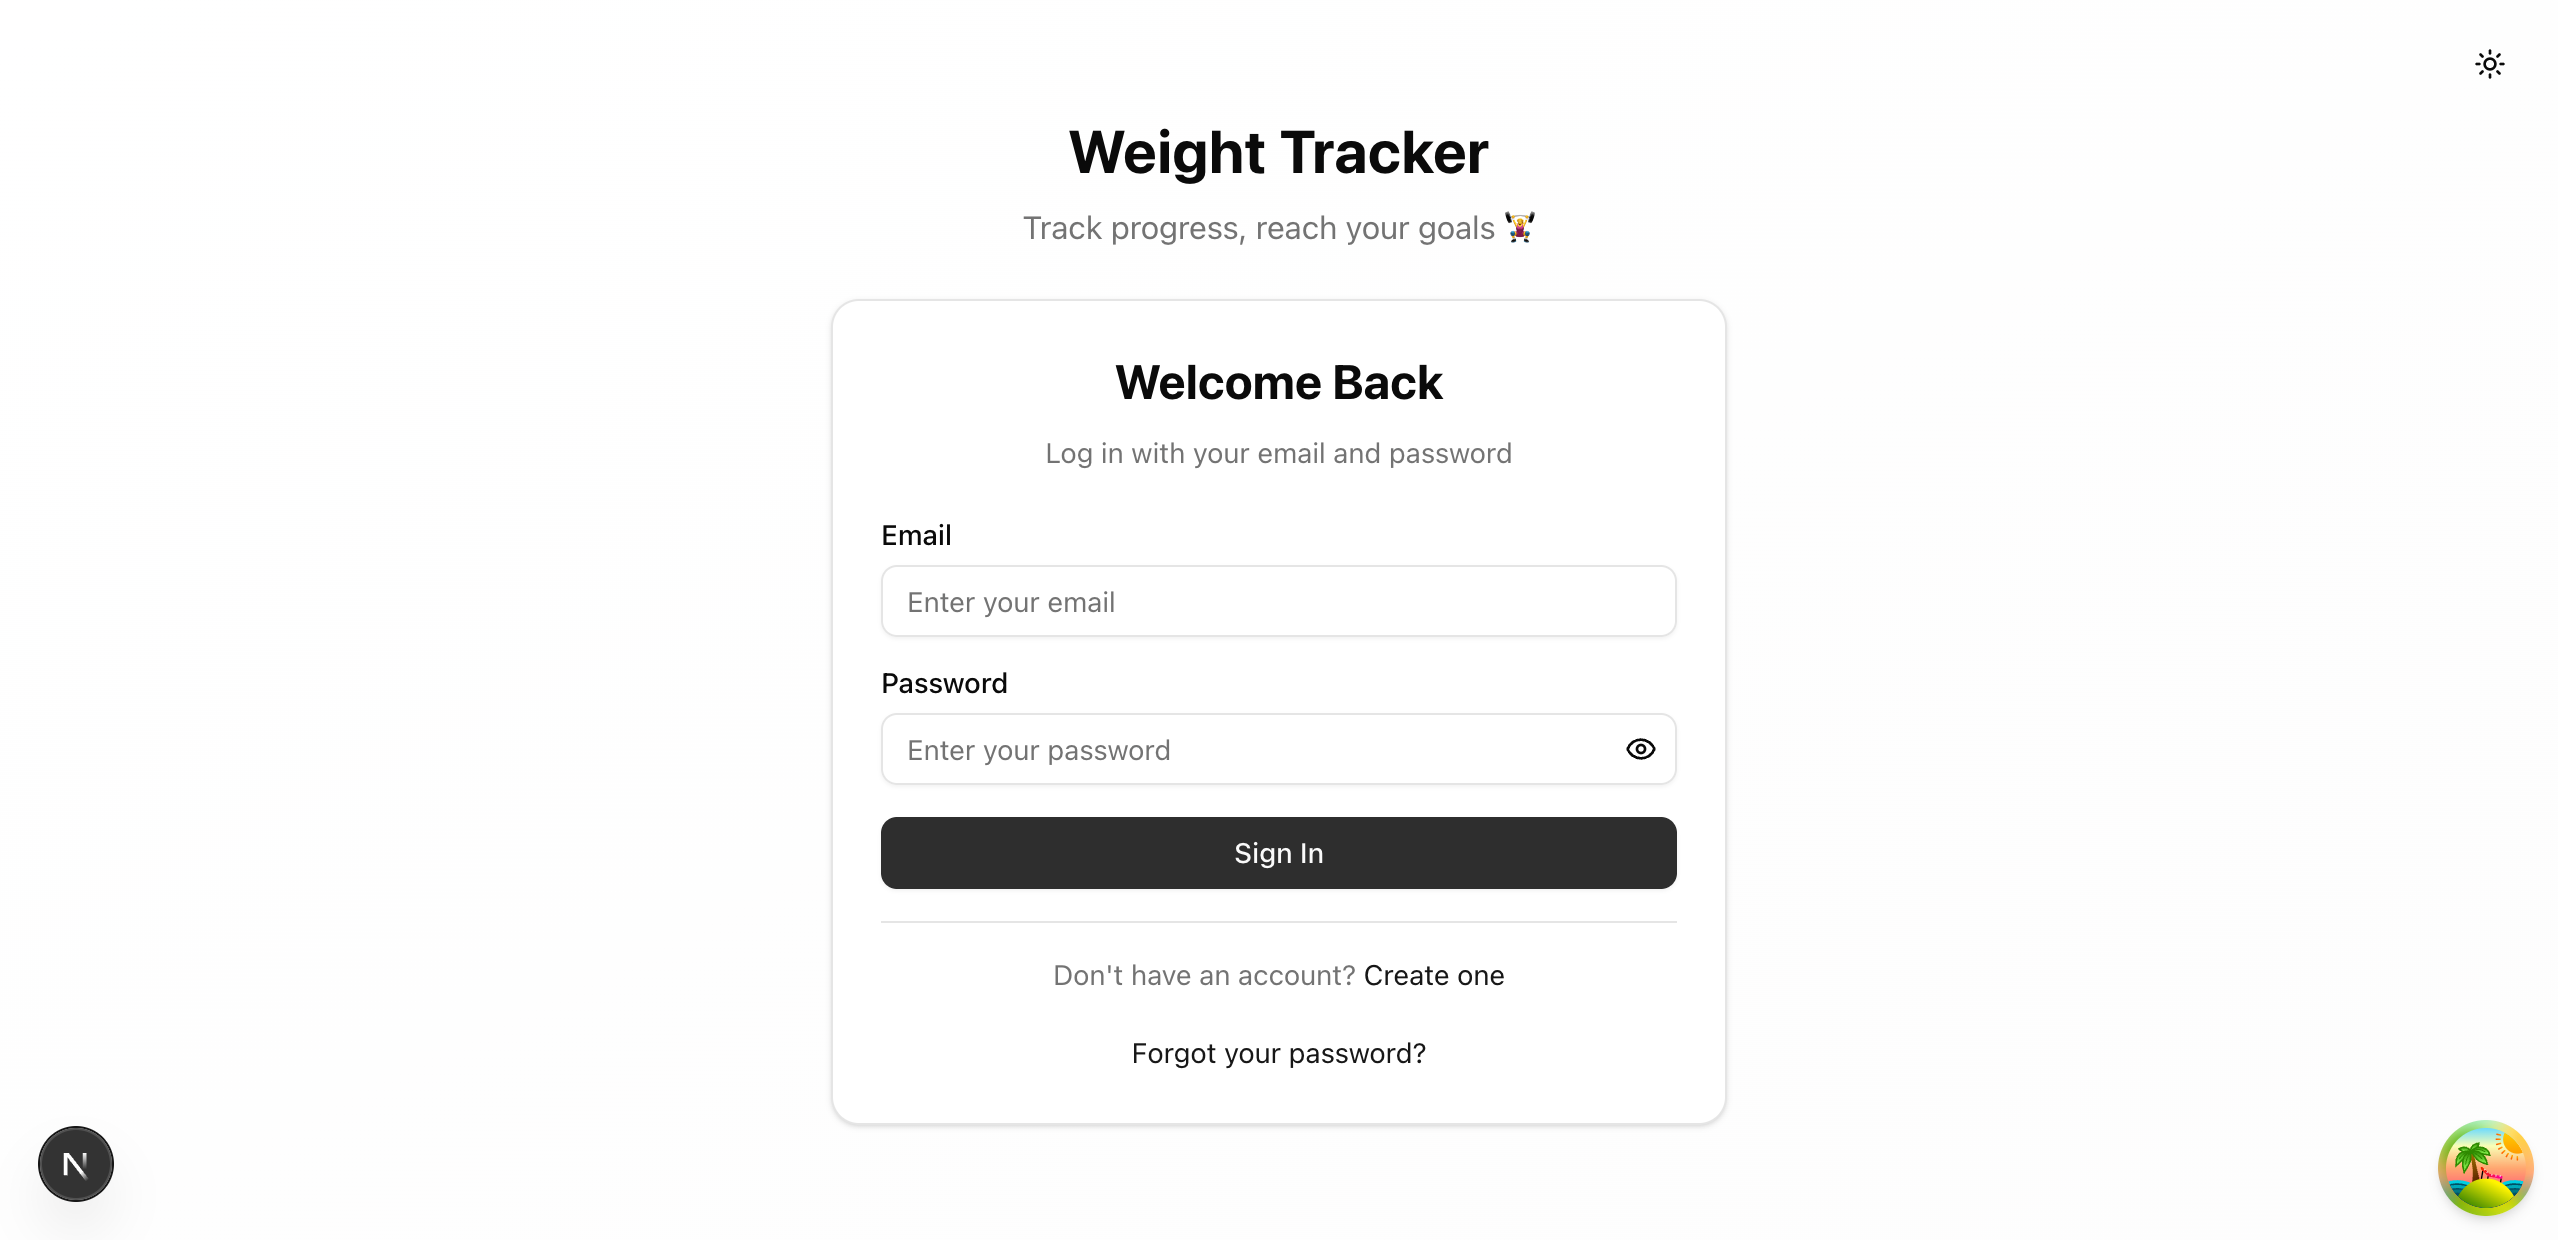 Weight Tracker
Track progress, reach your goals 🏋️‍♀️
Welcome Back
Log in with your email and password
Email
Enter your email
Password
Enter your password
Sign In
Don't have an account? Create one
Forgot your password?
N